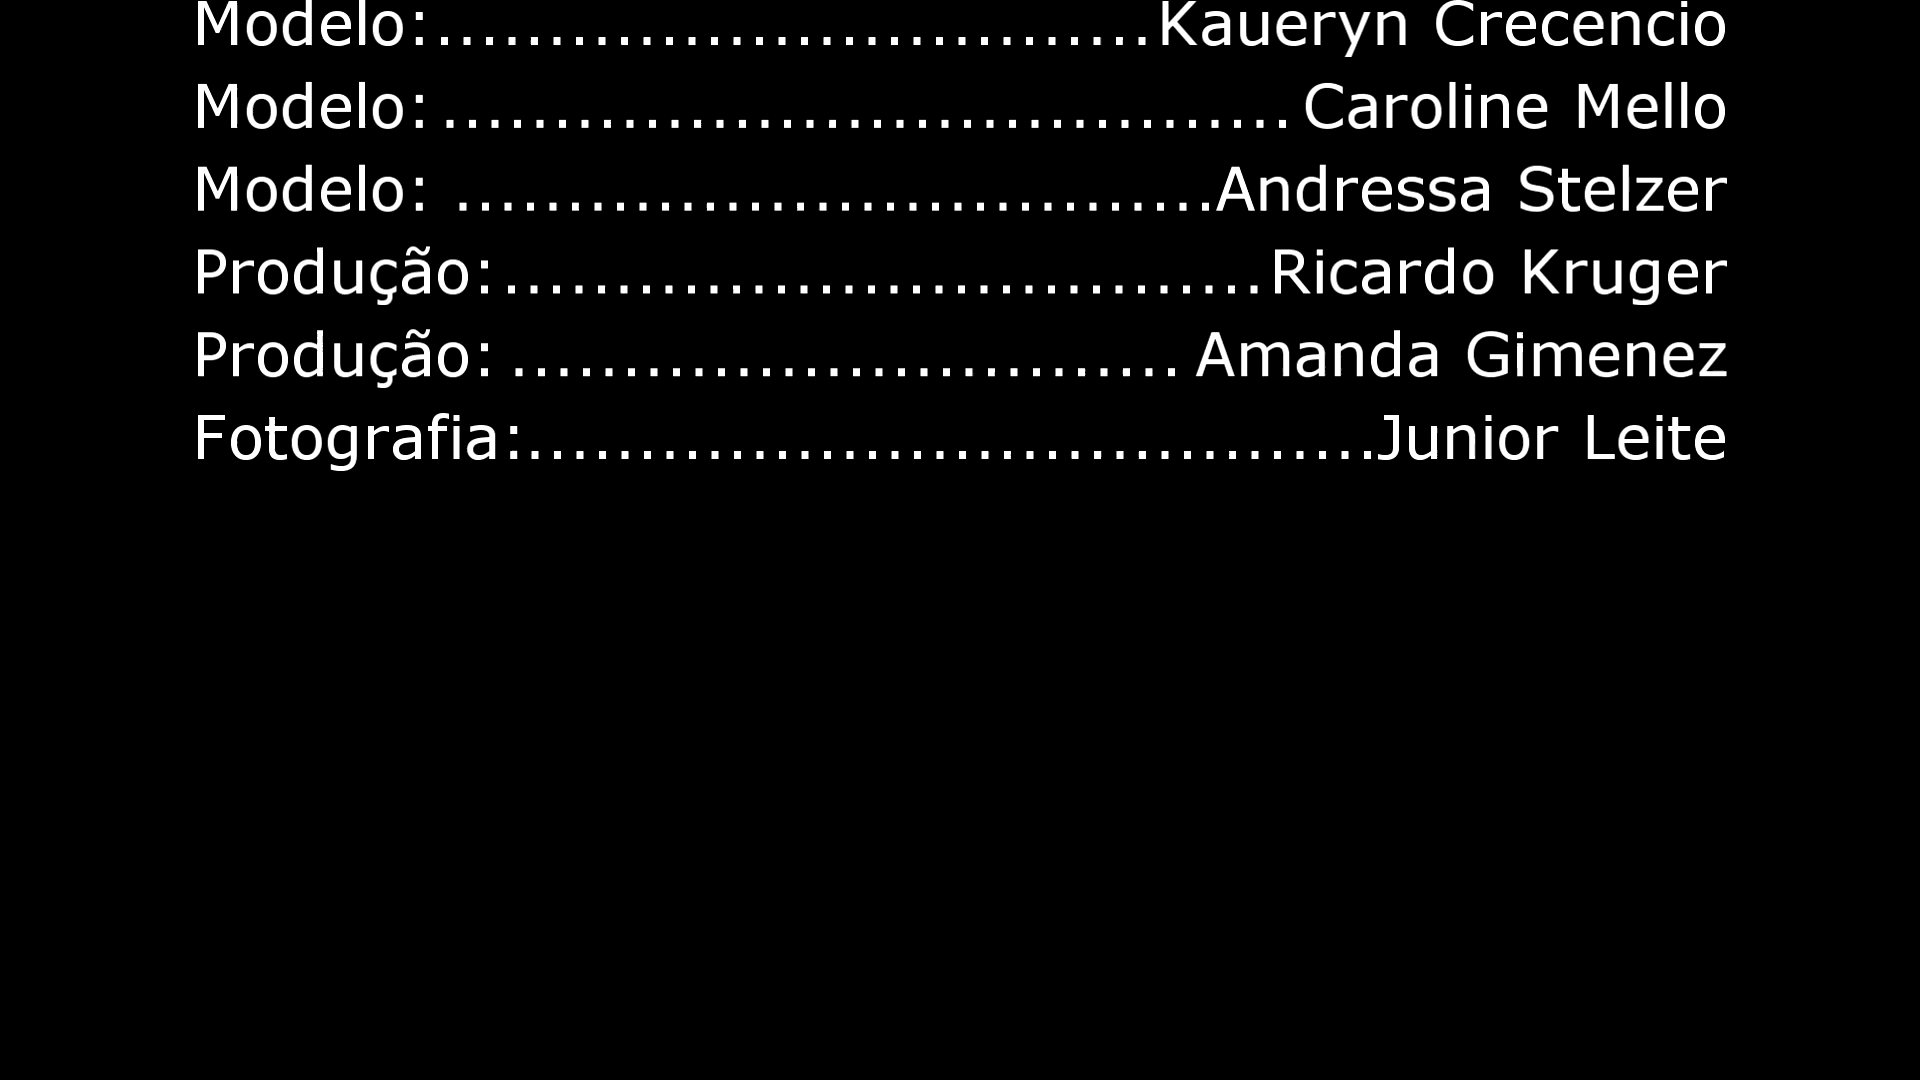 Modelo:................................Kaueryn Crecencio
Modelo:......................................Caroline Mello
Modelo: ..................................Andressa Stelzer
Produção:..................................Ricardo Kruger
Produção: .............................. Amanda Gimenez
Fotografia:......................................Junior Leite